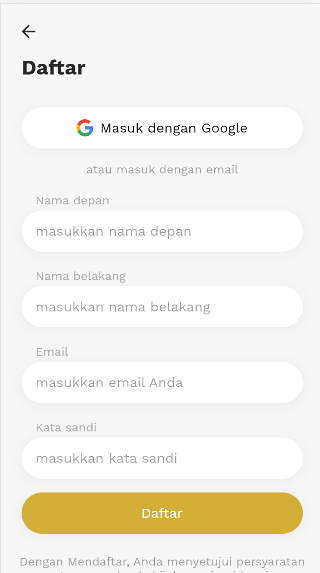 Daftar
Masuk dengan Google
atau masuk dengan email
Nama depan
masukkan nama depan
Nama belakang
masukkan nama belakang
Email
masukkan email Anda
Kata sandi
masukkan kata sandi
Daftar
Dengan Mendaftar, Anda menyetujui persyaratan